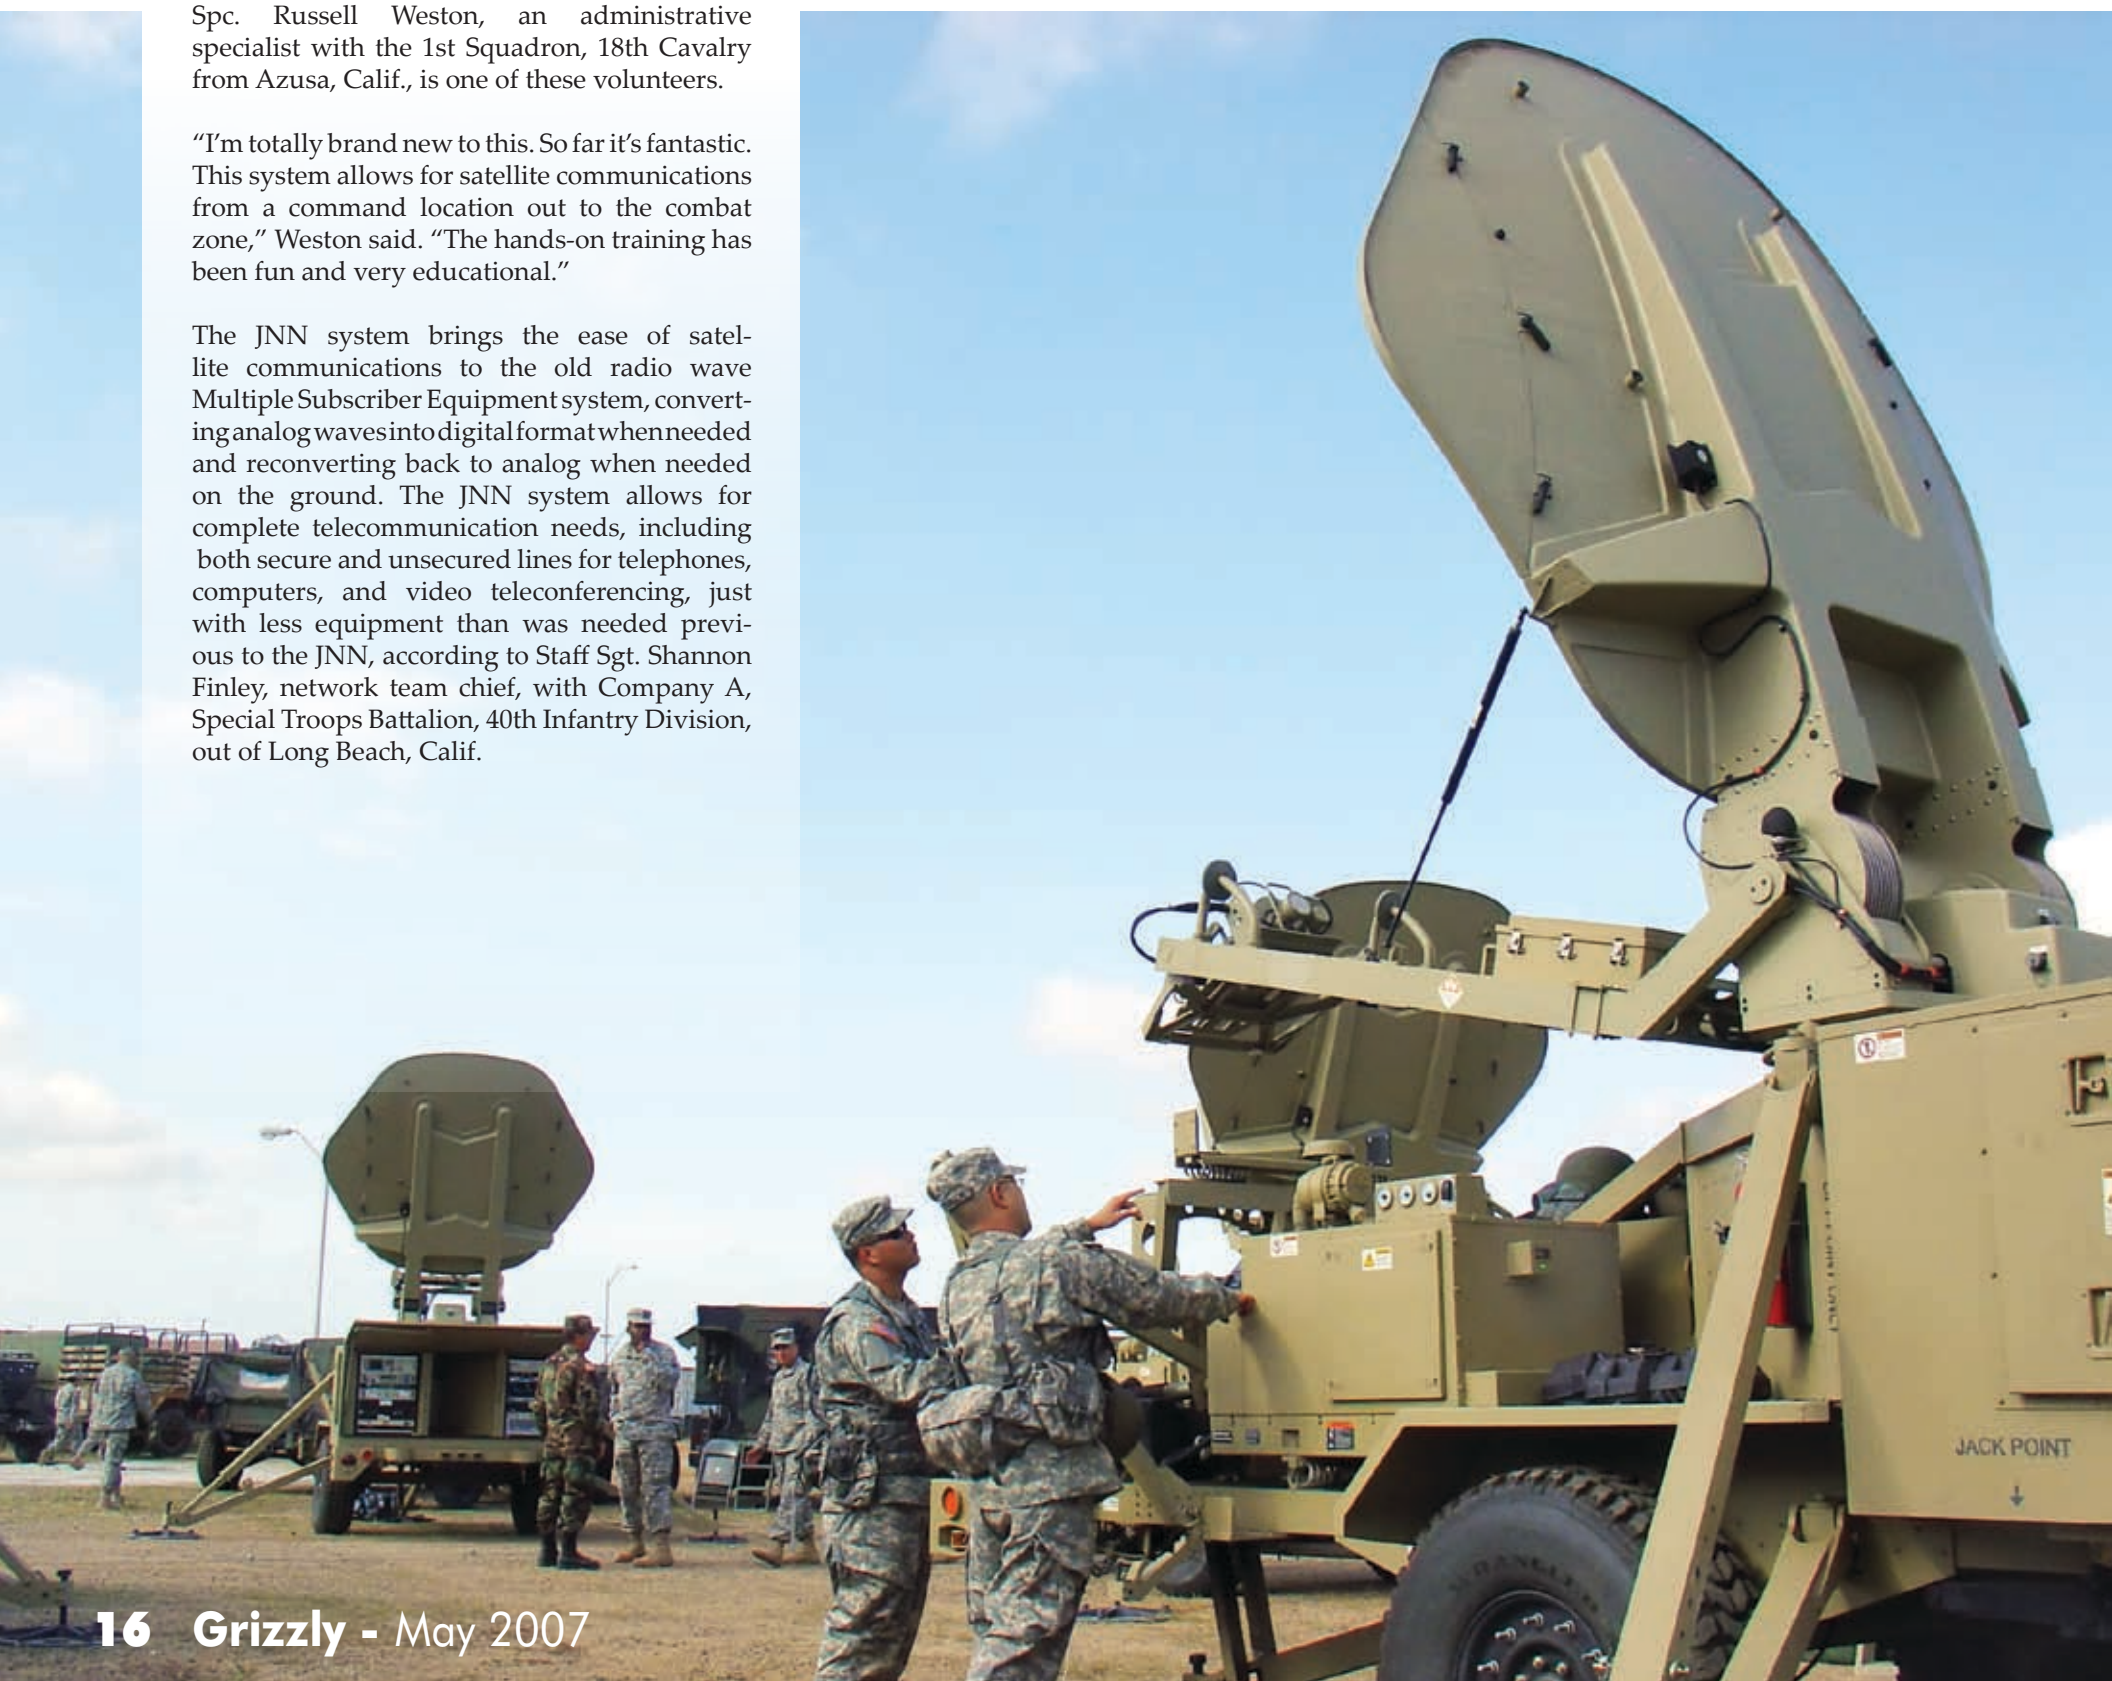 Spc. Russell Weston, an administrative
specialist with the 1st Squadron, 18th Cavalry
from Azusa, Calif., is one of these volunteers.
“I’m totally brand new to this. So far it’s fantastic.
This system allows for satellite communications
from a command location out to the combat
zone,” Weston said. “The hands-on training has
been fun and very educational.”
The JNN system brings the ease of satel-
lite communications to the old radio wave
Multiple Subscriber Equipment system, convert-
ing analog waves into digital format when needed
and reconverting back to analog when needed
on the ground. The JNN system allows for
complete telecommunication needs, including
both secure and unsecured lines for telephones,
computers, and video teleconferencing, just
with less equipment than was needed previ-
ous to the JNN, according to Staff Sgt. Shannon
Finley, network team chief, with Company A,
Special Troops Battalion, 40th Infantry Division,
out of Long Beach, Calif.
JACK POINT
16 Grizzly - May 2007